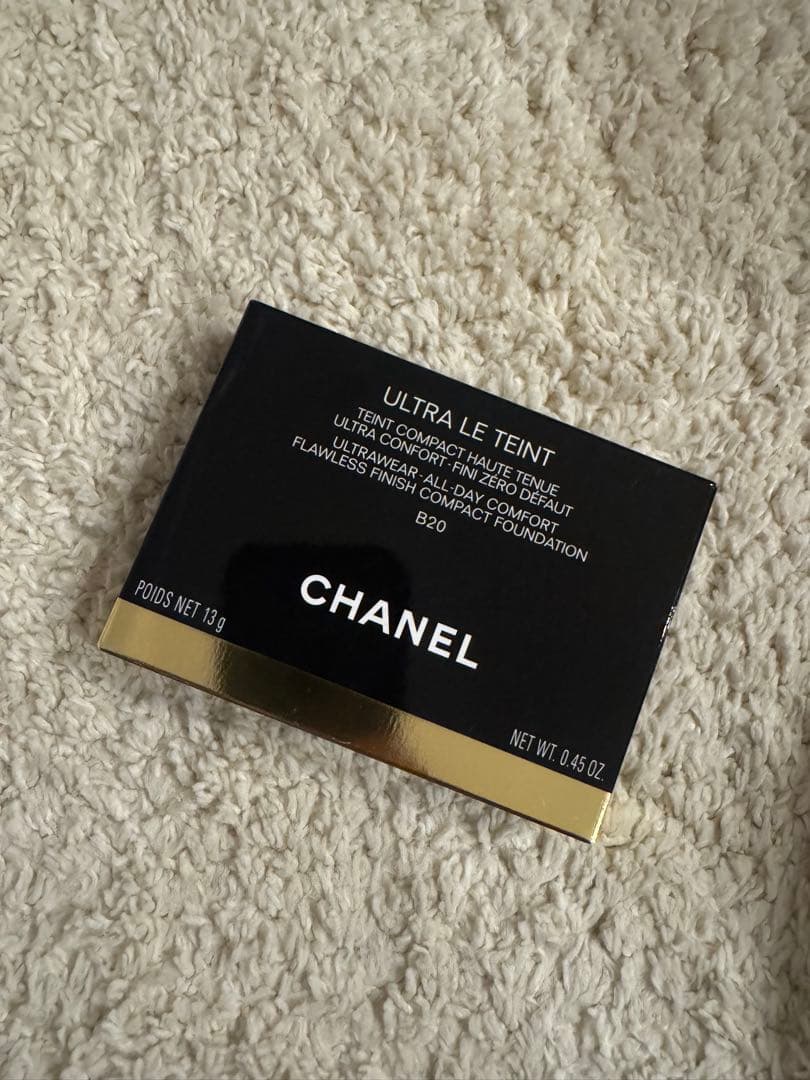 ULTRA LE TEINT
TEINT COMPACT HAUTE TENUE
ULTRA CONFORT·FINI ZÉRO DÉFAUT
ULTRAWEAR·ALL-DAY COMFORT
FLAWLESS FINISH COMPACT FOUNDATION
B20
CHANEL
POIDS NET 13 g
NET WT. 0.45 OZ.